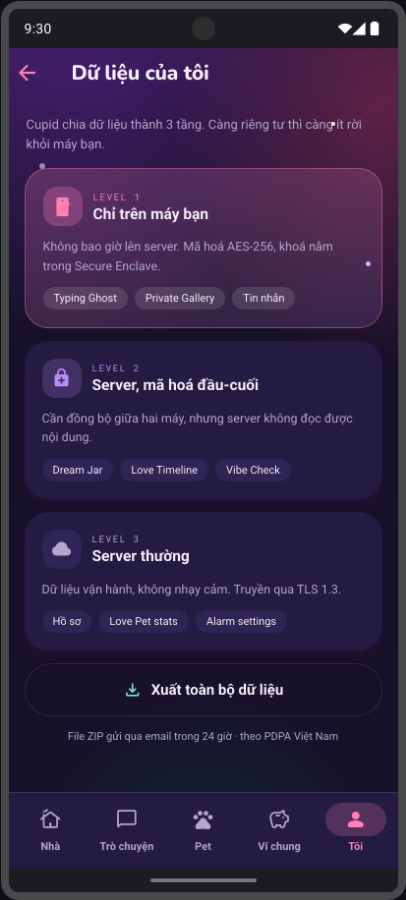 9:30
Dữ liệu của tôi
Cupid chia dữ liệu thành 3 tầng. Càng riêng tư thì càng ít rời
khỏi máy bạn.
LEVEL 1
Chỉ trên máy bạn
Không bao giờ lên server. Mã hoá AES-256, khoá nằm
trong Secure Enclave.
Typing Ghost Private Gallery Tin nhắn
LEVEL 2
Server, mã hoá đầu-cuối
Cần đồng bộ giữa hai máy, nhưng server không đọc được
nội dung.
Dream Jar Love Timeline Vibe Check
LEVEL 3
Server thường
Dữ liệu vận hành, không nhạy cảm. Truyền qua TLS 1.3.
Hồ sơ Love Pet stats Alarm settings
Xuất toàn bộ dữ liệu
File ZIP gửi qua email trong 24 giờ · theo PDPA Việt Nam
Nhà Trò chuyện Pet Ví chung Tôi